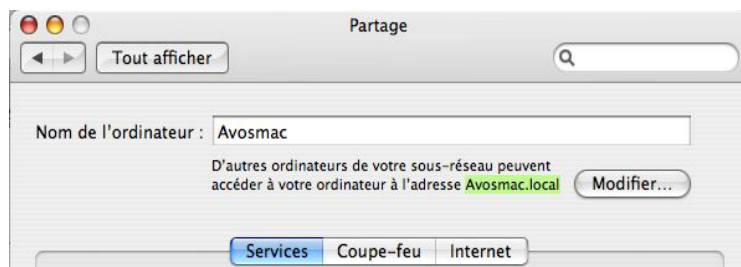 Partage
Tout afficher
Nom de l'ordinateur : Avosmac
D'autres ordinateurs de votre sous-réseau peuvent
accéder à votre ordinateur à l'adresse Avosmac.local
Modifier...
Services Coupe-feu Internet